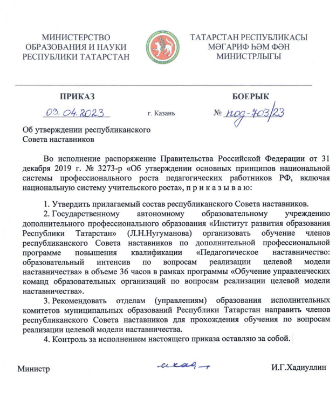 МИНИСТЕРСТВО
ОБРАЗОВАНИЯ И НАУКИ
РЕСПУБЛИКИ ТАТАРСТАН
ТАТАРСТАН РЕСПУБЛИКАСЫ
МӘГАРИФ ҺӘМ ФӘН
МИНИСТРЛЫГЫ
ПРИКАЗ
БОЕРЫК
09.04.2023
г. Казань
№ под-703/23
Об утверждении республиканского
Совета наставников
Во исполнение распоряжение Правительства Российской Федерации от 31
декабря 2019 г. № 3273-р «Об утверждении основных принципов национальной
системы профессионального роста педагогических работников РФ, включая
национальную систему учительского роста», п р и к а з ы в а ю:
1. Утвердить прилагаемый состав республиканского Совета наставников.
2. Государственному автономному образовательному учреждению
дополнительного профессионального образования «Институт развития образования
Республики Татарстан» (Л.Н.Нугуманова) организовать обучение членов
республиканского Совета наставников по дополнительной профессиональной
программе повышения квалификации «Педагогическое наставничество:
образовательный интенсив по вопросам реализации целевой модели
наставничества» в объеме 36 часов в рамках программы «Обучение управленческих
команд образовательных организаций по вопросам реализации целевой модели
наставничества».
3. Рекомендовать отделам (управлениям) образования исполнительных
комитетов муниципальных образований Республики Татарстан направить членов
республиканского Совета наставников для прохождения обучения по вопросам
реализации целевой модели наставничества.
4. Контроль за исполнением настоящего приказа оставляю за собой.
Министр
И.Г.Хадиуллин